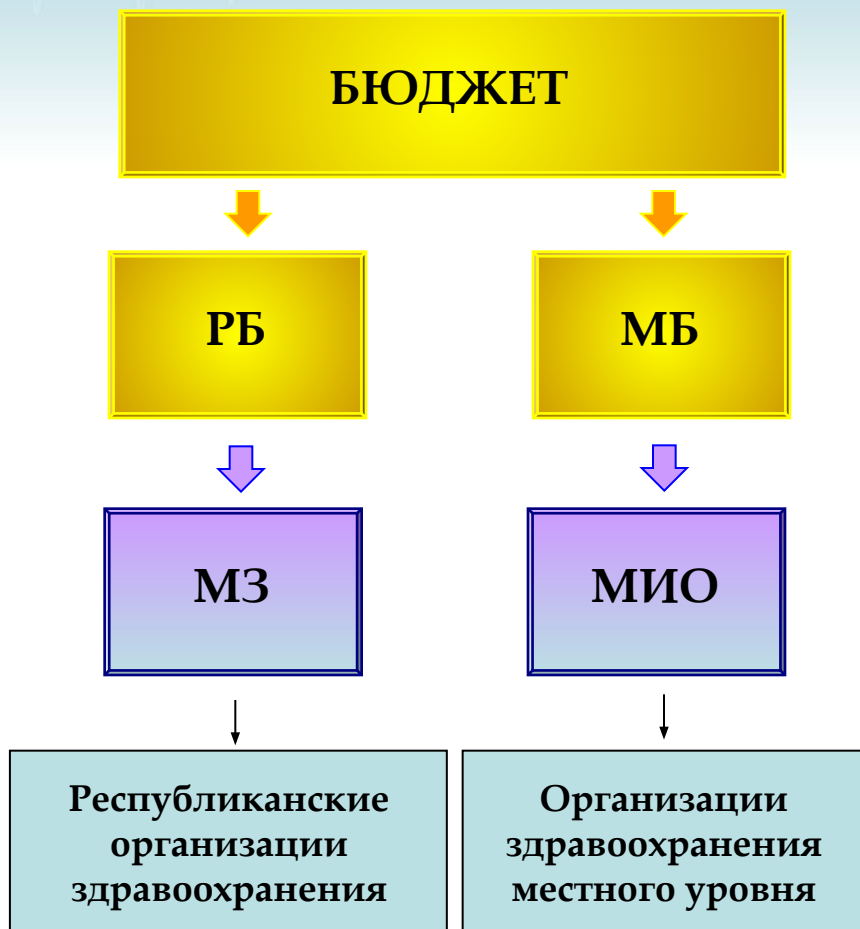 БЮДЖЕТ
РБ
МБ
МЗ
МИО
Республиканские
организации
здравоохранения
Организации
здравоохранения
местного уровня